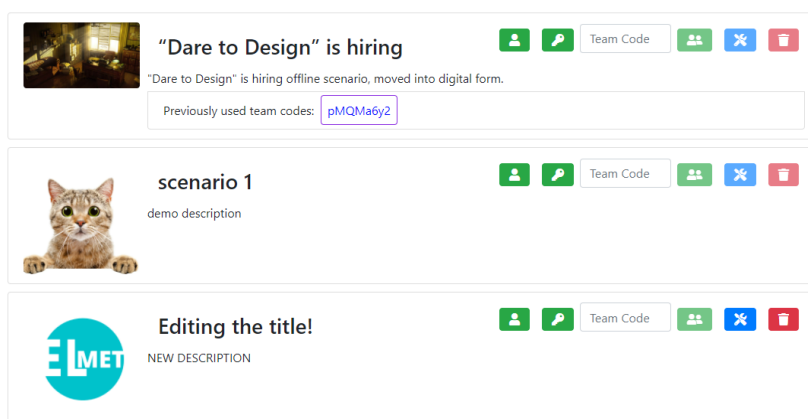 “Dare to Design” is hiring
Team Code
"Dare to Design" is hiring offline scenario, moved into digital form.
Previously used team codes: pMQMa6y2
scenario 1
Team Code
demo description
Editing the title!
Team Code
NEW DESCRIPTION
ELMET